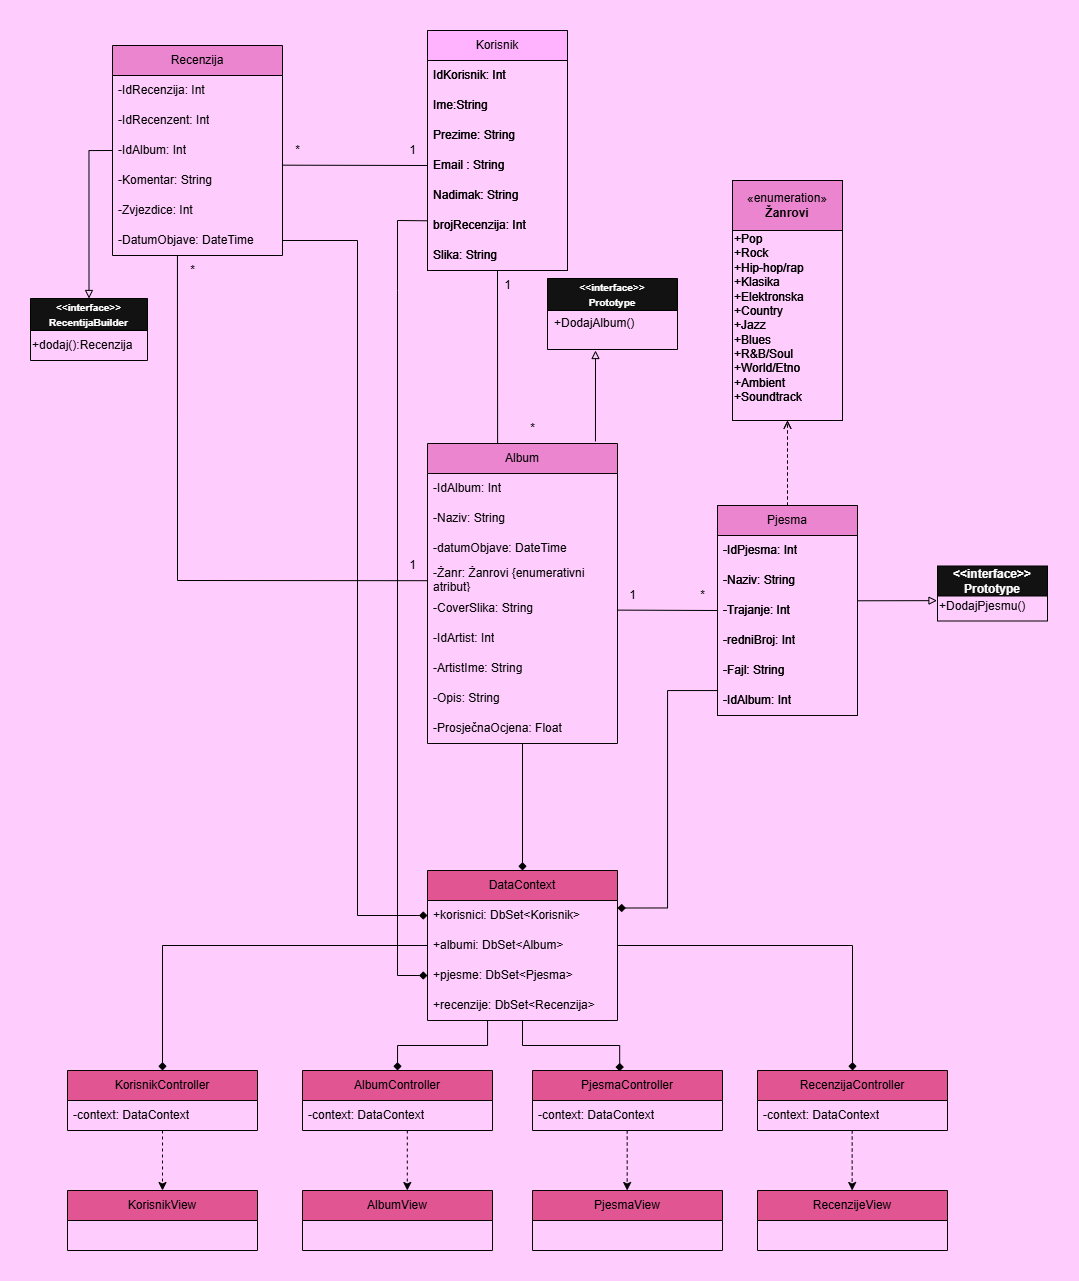 Recenzija
-IdRecenzija: Int
-IdRecenzent: Int
-IdAlbum: Int
-Komentar: String
-Zvjezdice: Int
-DatumObjave: DateTime
*
1
*
Korisnik
IdKorisnik: Int
Ime:String
Prezime: String
Email : String
Nadimak: String
brojRecenzija: Int
Slika: String
1
<<interface>>
RecentijaBuilder
+dodaj():Recenzija
<<interface>>
Prototype
+DodajAlbum()
«enumeration»
Žanrovi
+Pop
+Rock
+Hip-hop/rap
+Klasika
+Elektronska
+Country
+Jazz
+Blues
+R&B/Soul
+World/Etno
+Ambient
+Soundtrack
*
1
Album
-IdAlbum: Int
-Naziv: String
-datumObjave: DateTime
-Žanr: Žanrovi {enumerativni
atribut}
-CoverSlika: String
-IdArtist: Int
-ArtistIme: String
-Opis: String
-ProsječnaOcjena: Float
1
*
Pjesma
-IdPjesma: Int
-Naziv: String
-Trajanje: Int
-redniBroj: Int
-Fajl: String
-IdAlbum: Int
<<interface>>
Prototype
+DodajPjesmu()
DataContext
+korisnici: DbSet<Korisnik>
+albumi: DbSet<Album>
+pjesme: DbSet<Pjesma>
+recenzije: DbSet<Recenzija>
KorisnikController
-context: DataContext
AlbumController
-context: DataContext
PjesmaController
-context: DataContext
RecenzijaController
-context: DataContext
KorisnikView
AlbumView
PjesmaView
RecenzijeView